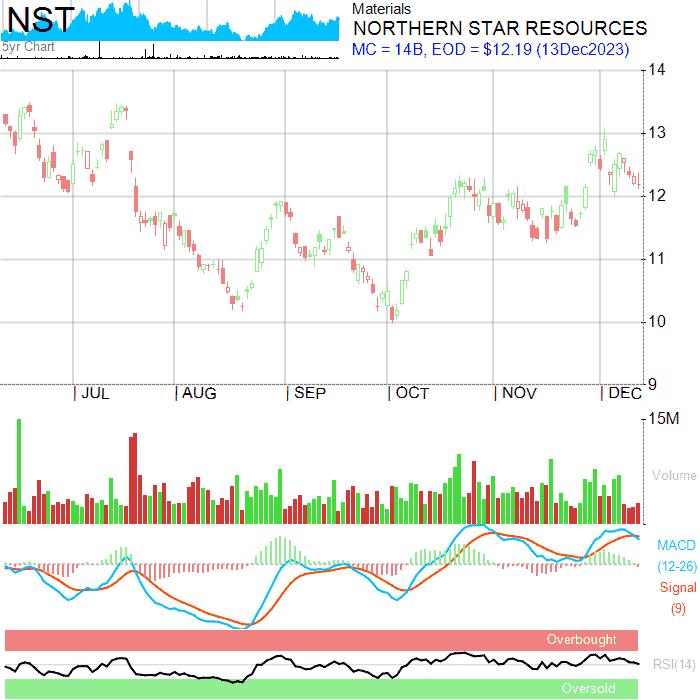 NST
5yr Chart
Materials
NORTHERN STAR RESOURCES
MC = 14B, EOD = $12.19 (13Dec2023)
14
13
12
11
10
9
JUL AUG SEP OCT NOV DEC
15M
Volume
MACD
(12-26)
Signal
(9)
Overbought
RSI(14)
Oversold